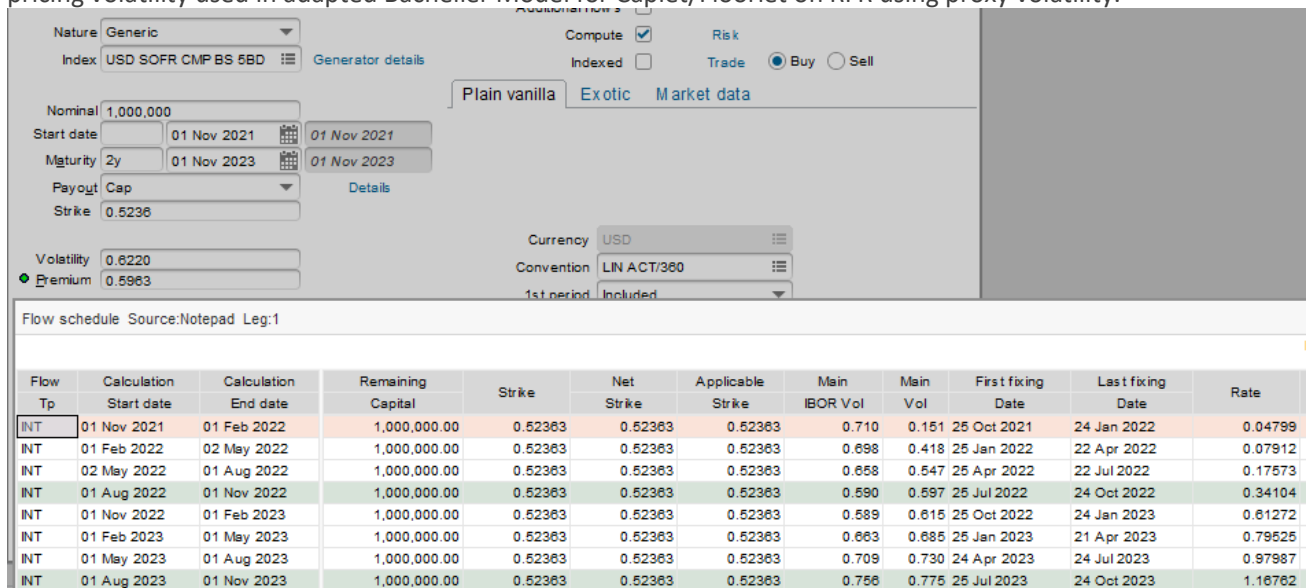 pricing volatility used in adapted Bachelier Model for Caplet/Floorlet on RFR using proxy volatility.
Nature Generic Compute Risk
Index USD SOFR CMP BS 5BD Generator details Indexed Trade Buy Sell
Plain vanilla Exotic Market data
Nominal 1,000,000
Start date 01 Nov 2021 01 Nov 2021
Maturity 2y 01 Nov 2023 01 Nov 2023
Payout Cap Details
Strike 0.5236
Currency USD
Volatility 0.6220
Convention LIN ACT/360
Premium 0.5963
1st period Included
Flow schedule Source:Notepad Leg:1
Flow Calculation Calculation Remaining Strike Net Applicable Main Main First fixing Last fixing Rate
Tp Start date End date Capital Strike Strike IBOR Vol Vol Date Date
INT 01 Nov 2021 01 Feb 2022 1,000,000.00 0.52363 0.52363 0.52363 0.710 0.151 25 Oct 2021 24 Jan 2022 0.04799
INT 01 Feb 2022 02 May 2022 1,000,000.00 0.52363 0.52363 0.52363 0.698 0.418 25 Jan 2022 22 Apr 2022 0.07912
INT 02 May 2022 01 Aug 2022 1,000,000.00 0.52363 0.52363 0.52363 0.658 0.547 25 Apr 2022 22 Jul 2022 0.17573
INT 01 Aug 2022 01 Nov 2022 1,000,000.00 0.52363 0.52363 0.52363 0.590 0.597 25 Jul 2022 24 Oct 2022 0.34104
INT 01 Nov 2022 01 Feb 2023 1,000,000.00 0.52363 0.52363 0.52363 0.589 0.615 25 Oct 2022 24 Jan 2023 0.61272
INT 01 Feb 2023 01 May 2023 1,000,000.00 0.52363 0.52363 0.52363 0.663 0.685 25 Jan 2023 21 Apr 2023 0.79525
INT 01 May 2023 01 Aug 2023 1,000,000.00 0.52363 0.52363 0.52363 0.709 0.730 24 Apr 2023 24 Jul 2023 0.97987
INT 01 Aug 2023 01 Nov 2023 1,000,000.00 0.52363 0.52363 0.52363 0.756 0.775 25 Jul 2023 24 Oct 2023 1.16762